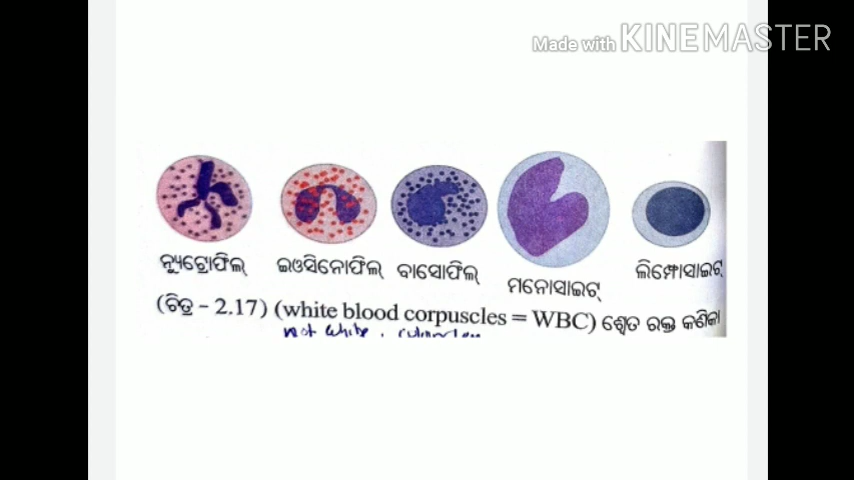 Made with KINEMASTER
ନ୍ୟୁଟ୍ରୋଫିଲ୍ ଇଓସିନୋଫିଲ୍ ବାସୋଫିଲ୍ ମନୋସାଇଟ୍ ଲିମ୍ଫୋସାଇଟ୍
(ଚିତ୍ର – 2.17) (white blood corpuscles = WBC) ଶ୍ୱେତ ରକ୍ତ କଣିକା
not white